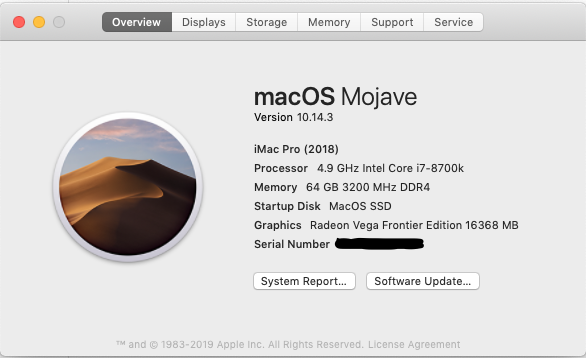 Overview Displays Storage Memory Support Service
macOS Mojave
Version 10.14.3
iMac Pro (2018)
Processor 4.9 GHz Intel Core i7-8700k
Memory 64 GB 3200 MHz DDR4
Startup Disk MacOS SSD
Graphics Radeon Vega Frontier Edition 16368 MB
Serial Number
System Report... Software Update...
™ and © 1983-2019 Apple Inc. All Rights Reserved. License Agreement